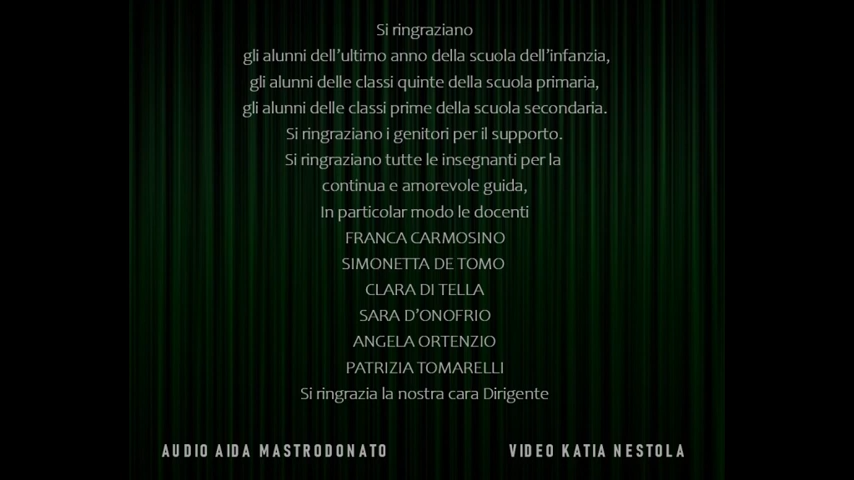 Si ringraziano
gli alunni dell’ultimo anno della scuola dell’infanzia,
gli alunni delle classi quinte della scuola primaria,
gli alunni delle classi prime della scuola secondaria.
Si ringraziano i genitori per il supporto.
Si ringraziano tutte le insegnanti per la
continua e amorevole guida,
In particolar modo le docenti
FRANCA CARMOSINO
SIMONETTA DE TOMO
CLARA DI TELLA
SARA D’ONOFRIO
ANGELA ORTENZIO
PATRIZIA TOMARELLI
Si ringrazia la nostra cara Dirigente
AUDIO AIDA MASTRODONATO
VIDEO KATIA NESTOLA